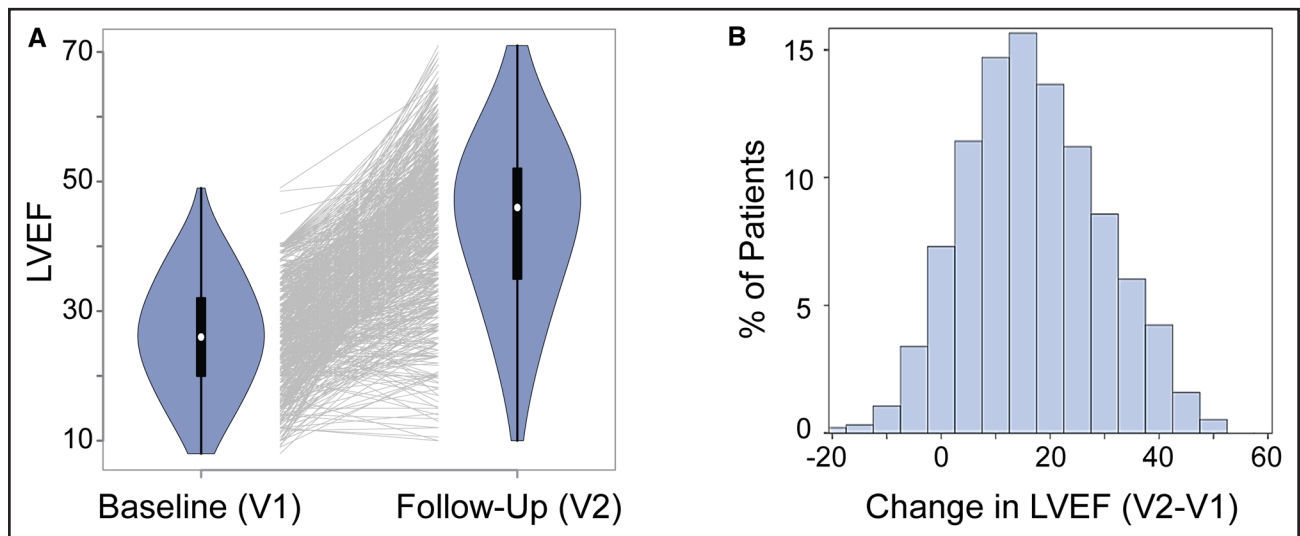 A
70
50
30
10
LVEF
Baseline (V1) Follow-Up (V2)
B
15
10
5
0
% of Patients
-20 0 20 40 60
Change in LVEF (V2-V1)